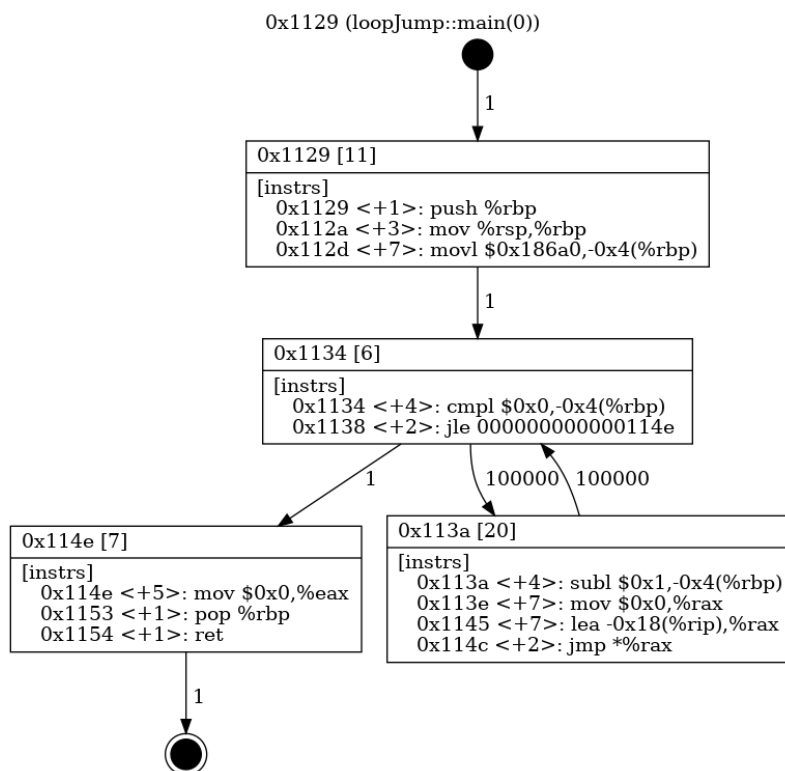 0x1129 (loopJump::main(0))
1
0x1129 [11]
[instrs]
0x1129 <+1>: push %rbp
0x112a <+3>: mov %rsp,%rbp
0x112d <+7>: movl $0x186a0,-0x4(%rbp)
1
0x1134 [6]
[instrs]
0x1134 <+4>: cmpl $0x0,-0x4(%rbp)
0x1138 <+2>: jle 000000000000114e
1
100000
100000
0x114e [7]
[instrs]
0x114e <+5>: mov $0x0,%eax
0x1153 <+1>: pop %rbp
0x1154 <+1>: ret
0x113a [20]
[instrs]
0x113a <+4>: subl $0x1,-0x4(%rbp)
0x113e <+7>: mov $0x0,%rax
0x1145 <+7>: lea -0x18(%rip),%rax
0x114c <+2>: jmp *%rax
1